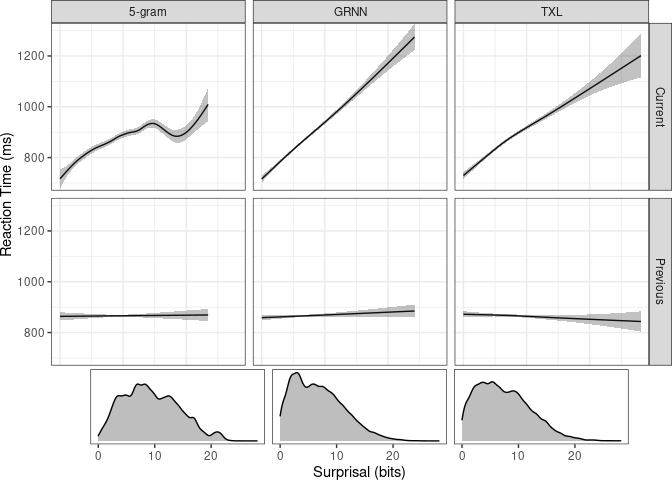 5-gram GRNN TXL
1200
1000
800
Current
1200
1000
800
Previous
Reaction Time (ms)
0 10 20 0 10 20 0 10 20
Surprisal (bits)